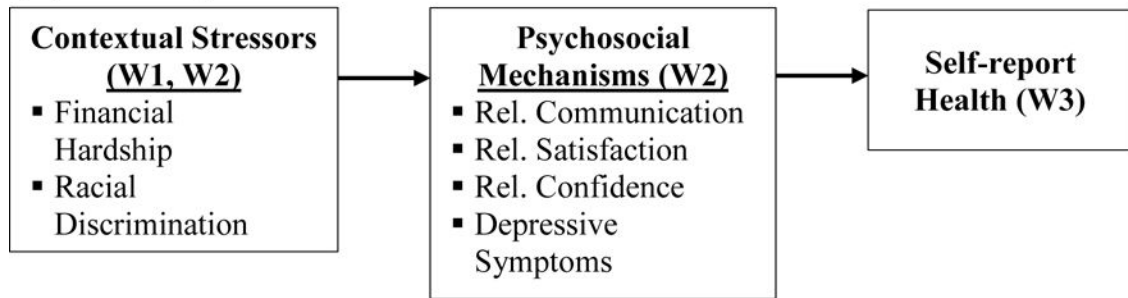 Contextual Stressors
(W1, W2)
▪ Financial
Hardship
▪ Racial
Discrimination
Psychosocial
Mechanisms (W2)
▪ Rel. Communication
▪ Rel. Satisfaction
▪ Rel. Confidence
▪ Depressive
Symptoms
Self-report
Health (W3)